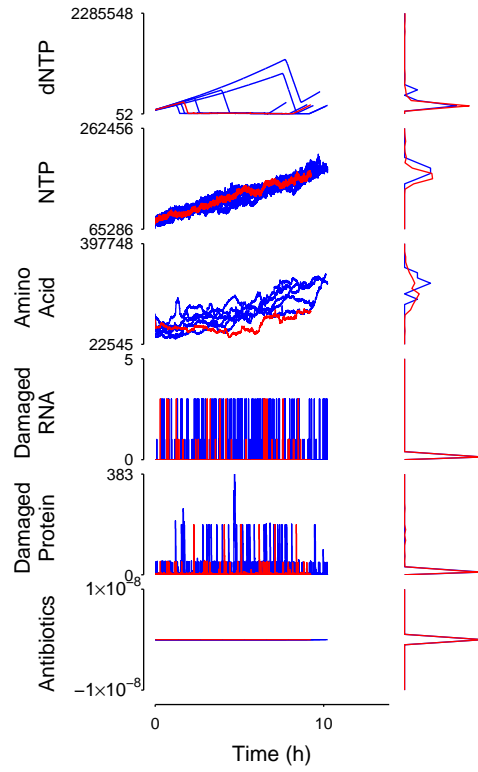 2285548
dNTP
52
262456
NTP
65286
397748
Amino
Acid
22545
5
Damaged
RNA
0
383
Damaged
Protein
0
1×10⁻⁸
Antibiotics
−1×10⁻⁸
0 10
Time (h)